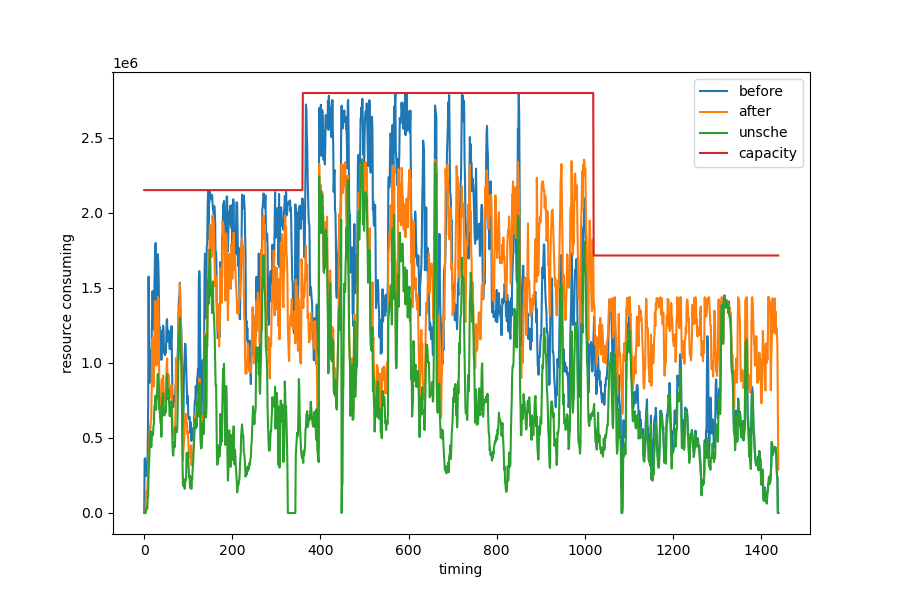 1e6
before
after
unsche
capacity
2.5
2.0
1.5
1.0
0.5
0.0
resource consuming
0 200 400 600 800 1000 1200 1400
timing